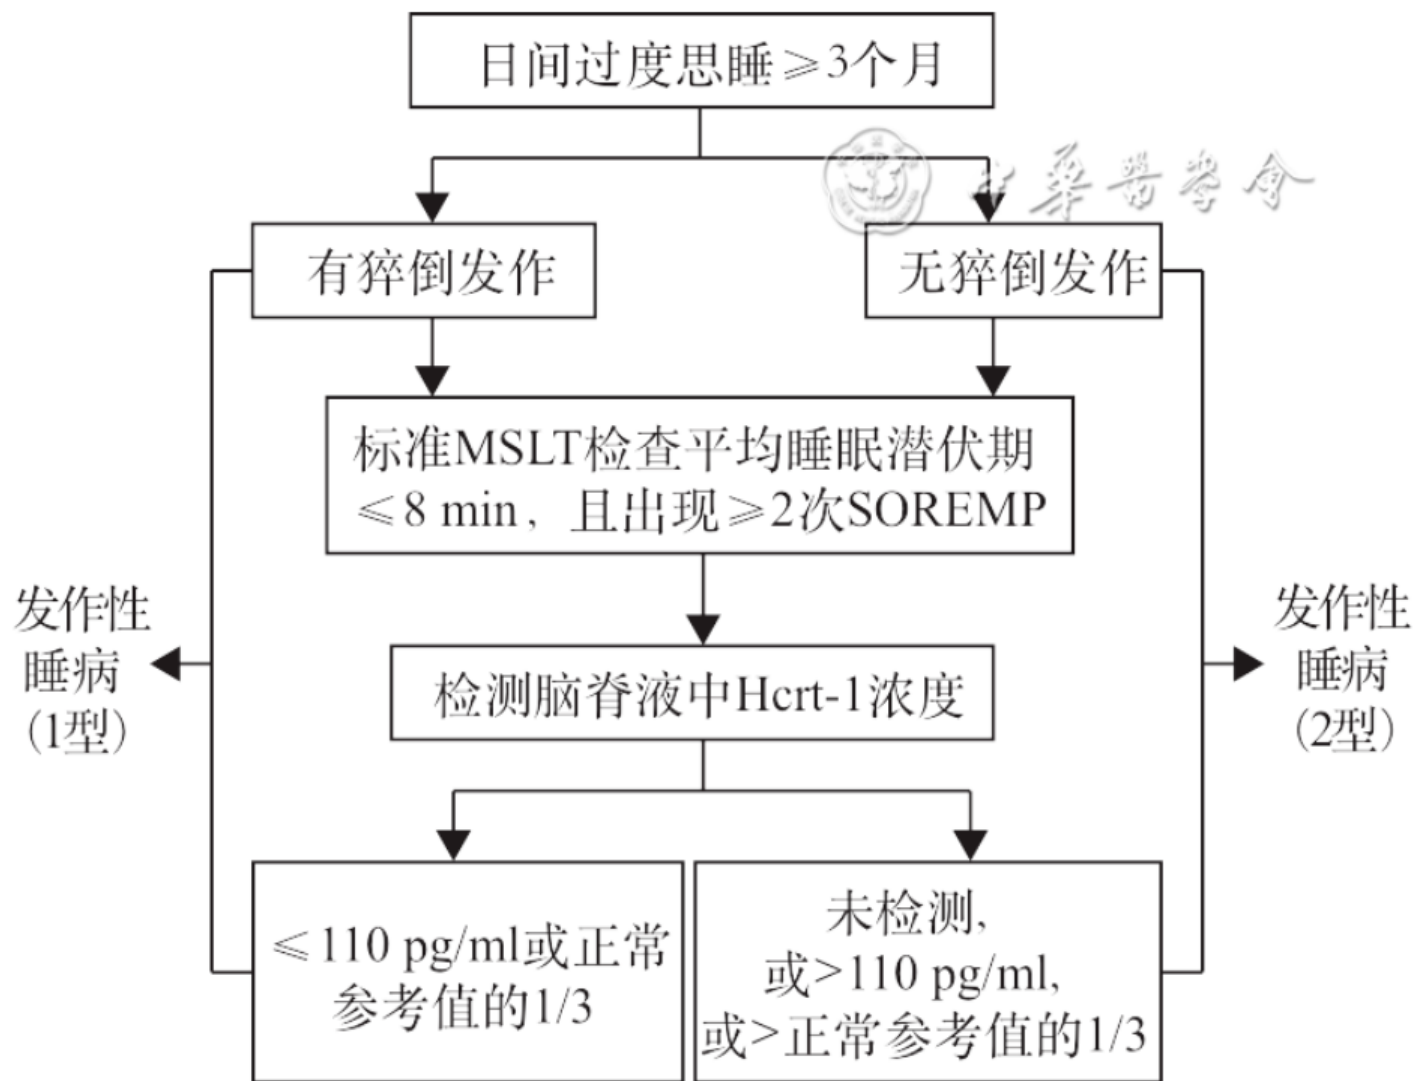 日间过度思睡≥3个月
中华医学会
有猝倒发作
无猝倒发作
标准MSLT检查平均睡眠潜伏期
≤8 min，且出现≥2次SOREMP
发作性
睡病
(1型)
发作性
睡病
(2型)
检测脑脊液中Hcrt-1浓度
≤110 pg/ml或正常
参考值的1/3
未检测,
或>110 pg/ml,
或>正常参考值的1/3